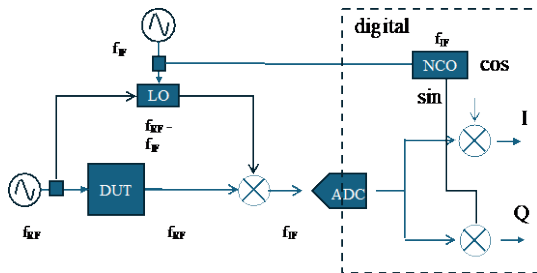 digital
f_IF
f_IF
NCO
cos
LO
sin
f_RF –
f_IF
I
DUT
ADC
f_RF
f_RF
f_IF
Q